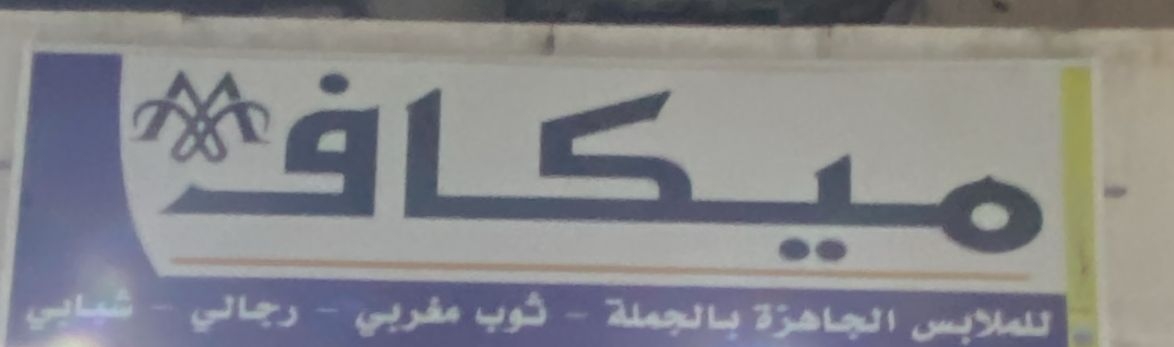 ميكاف
للملابس الجاهزة بالجملة - ثوب مغربي - رجالي - شبابي